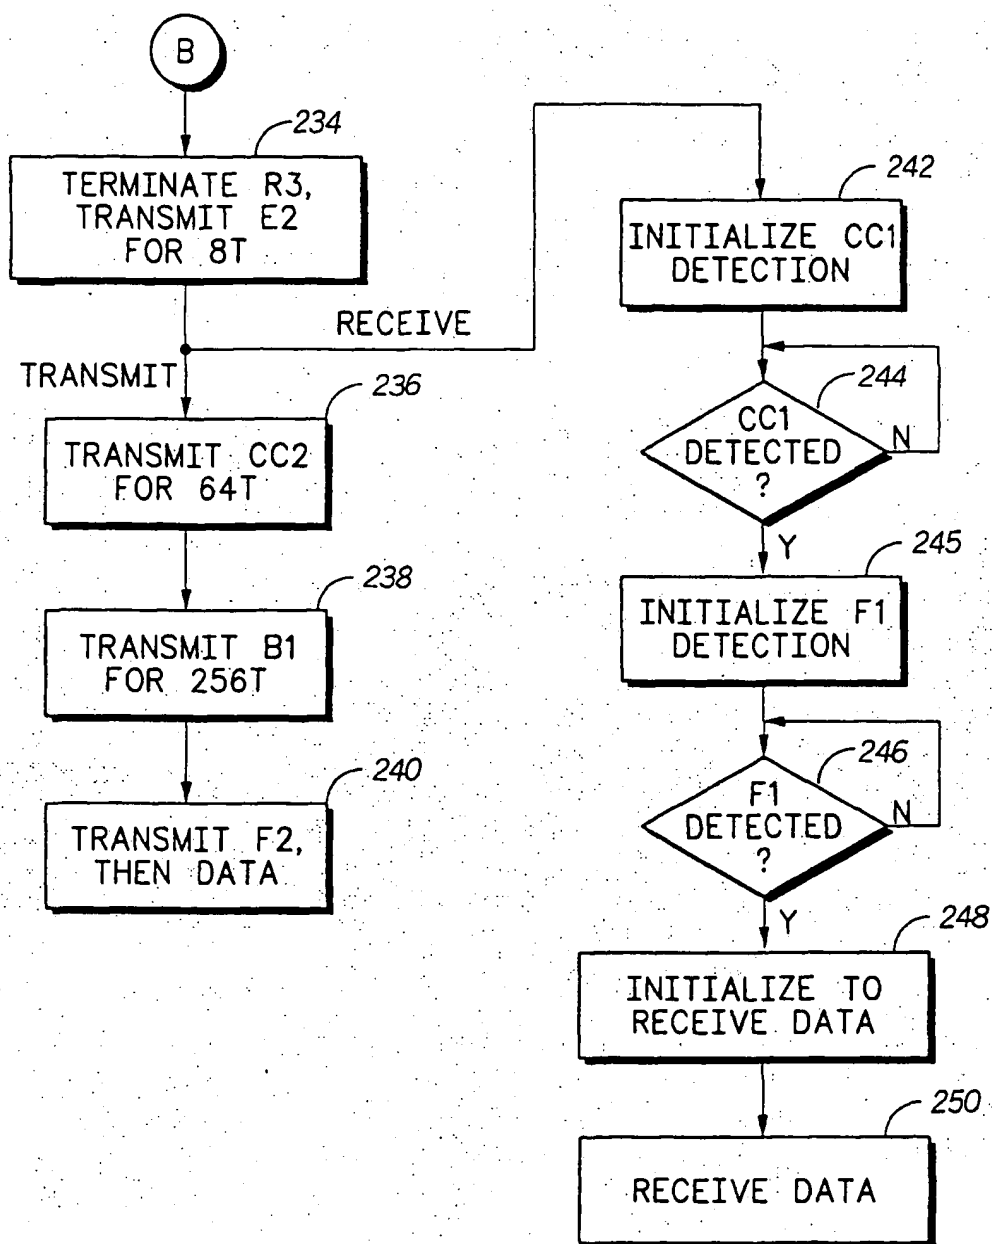 B
234
TERMINATE R3,
TRANSMIT E2
FOR 8T
RECEIVE
TRANSMIT
236
TRANSMIT CC2
FOR 64T
238
TRANSMIT B1
FOR 256T
240
TRANSMIT F2,
THEN DATA
242
INITIALIZE CC1
DETECTION
244
CC1
DETECTED
?
N
Y
245
INITIALIZE F1
DETECTION
246
F1
DETECTED
?
N
Y
248
INITIALIZE TO
RECEIVE DATA
250
RECEIVE DATA